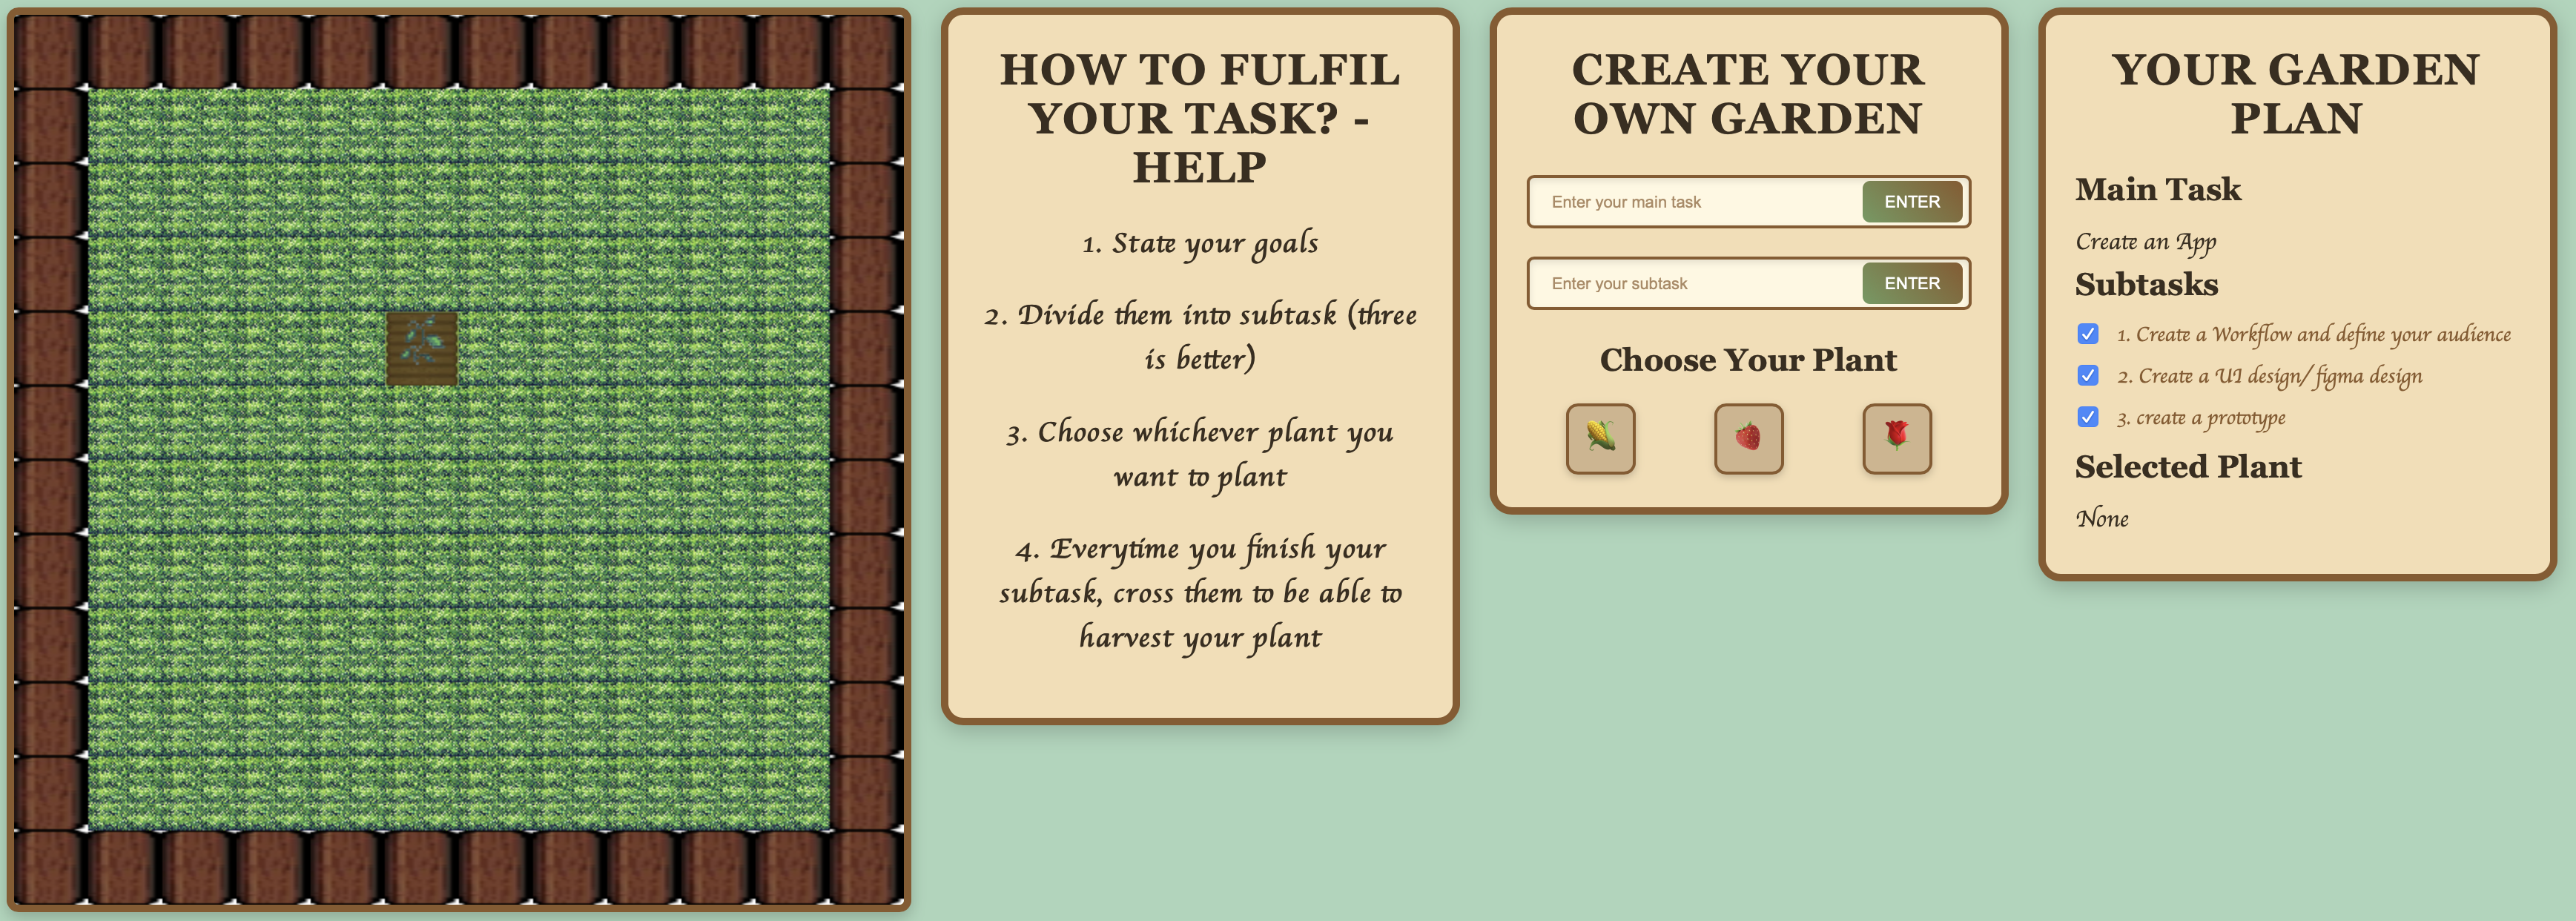 HOW TO FULFIL
YOUR TASK? -
HELP
1. State your goals
2. Divide them into subtask (three
is better)
3. Choose whichever plant you
want to plant
4. Everytime you finish your
subtask, cross them to be able to
harvest your plant
CREATE YOUR
OWN GARDEN
Enter your main task
ENTER
Enter your subtask
ENTER
Choose Your Plant
YOUR GARDEN
PLAN
Main Task
Create an App
Subtasks
1. Create a Workflow and define your audience
2. Create a UI design/figma design
3. create a prototype
Selected Plant
None